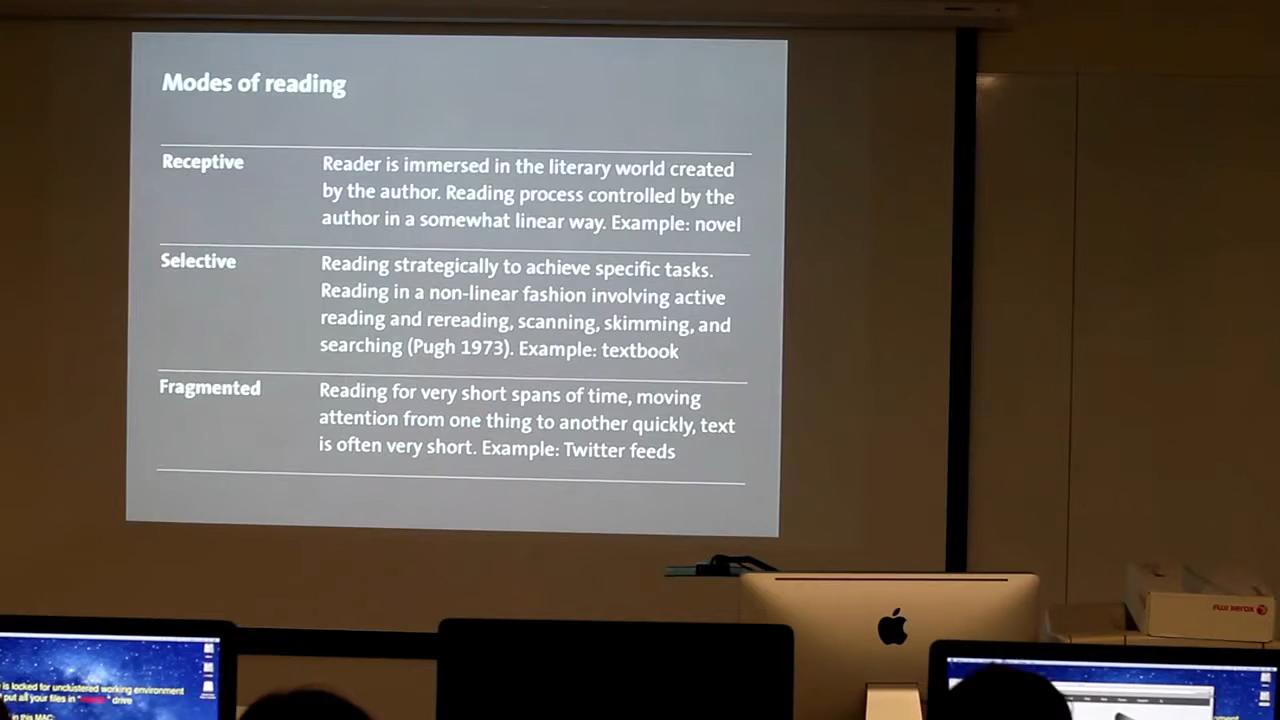 Modes of reading
Receptive
Reader is immersed in the literary world created
by the author. Reading process controlled by the
author in a somewhat linear way. Example: novel
Selective
Reading strategically to achieve specific tasks.
Reading in a non-linear fashion involving active
reading and rereading, scanning, skimming, and
searching (Pugh 1973). Example: textbook
Fragmented
Reading for very short spans of time, moving
attention from one thing to another quickly, text
is often very short. Example: Twitter feeds
FUJI XEROX
is locked for unclustered working environment
put all your files in " " drive
in this MAC